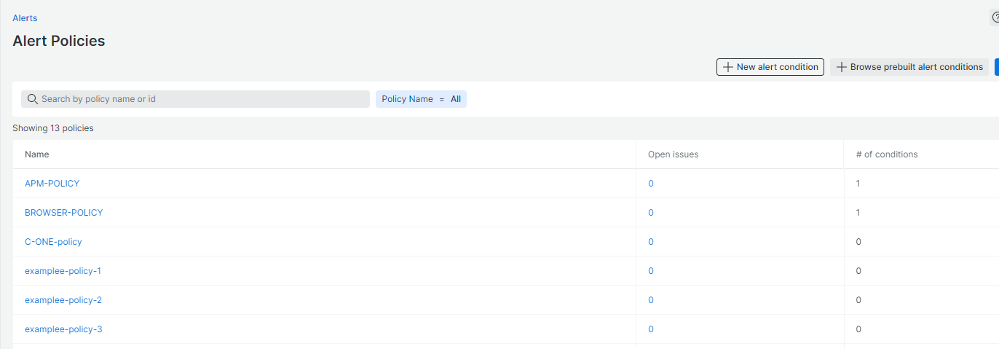 Alerts
Alert Policies
New alert condition
Browse prebuilt alert conditions
Search by policy name or id
Policy Name = All
Showing 13 policies
Name Open issues # of conditions
APM-POLICY 0 1
BROWSER-POLICY 0 1
C-ONE-policy 0 0
examplee-policy-1 0 0
examplee-policy-2 0 0
examplee-policy-3 0 0